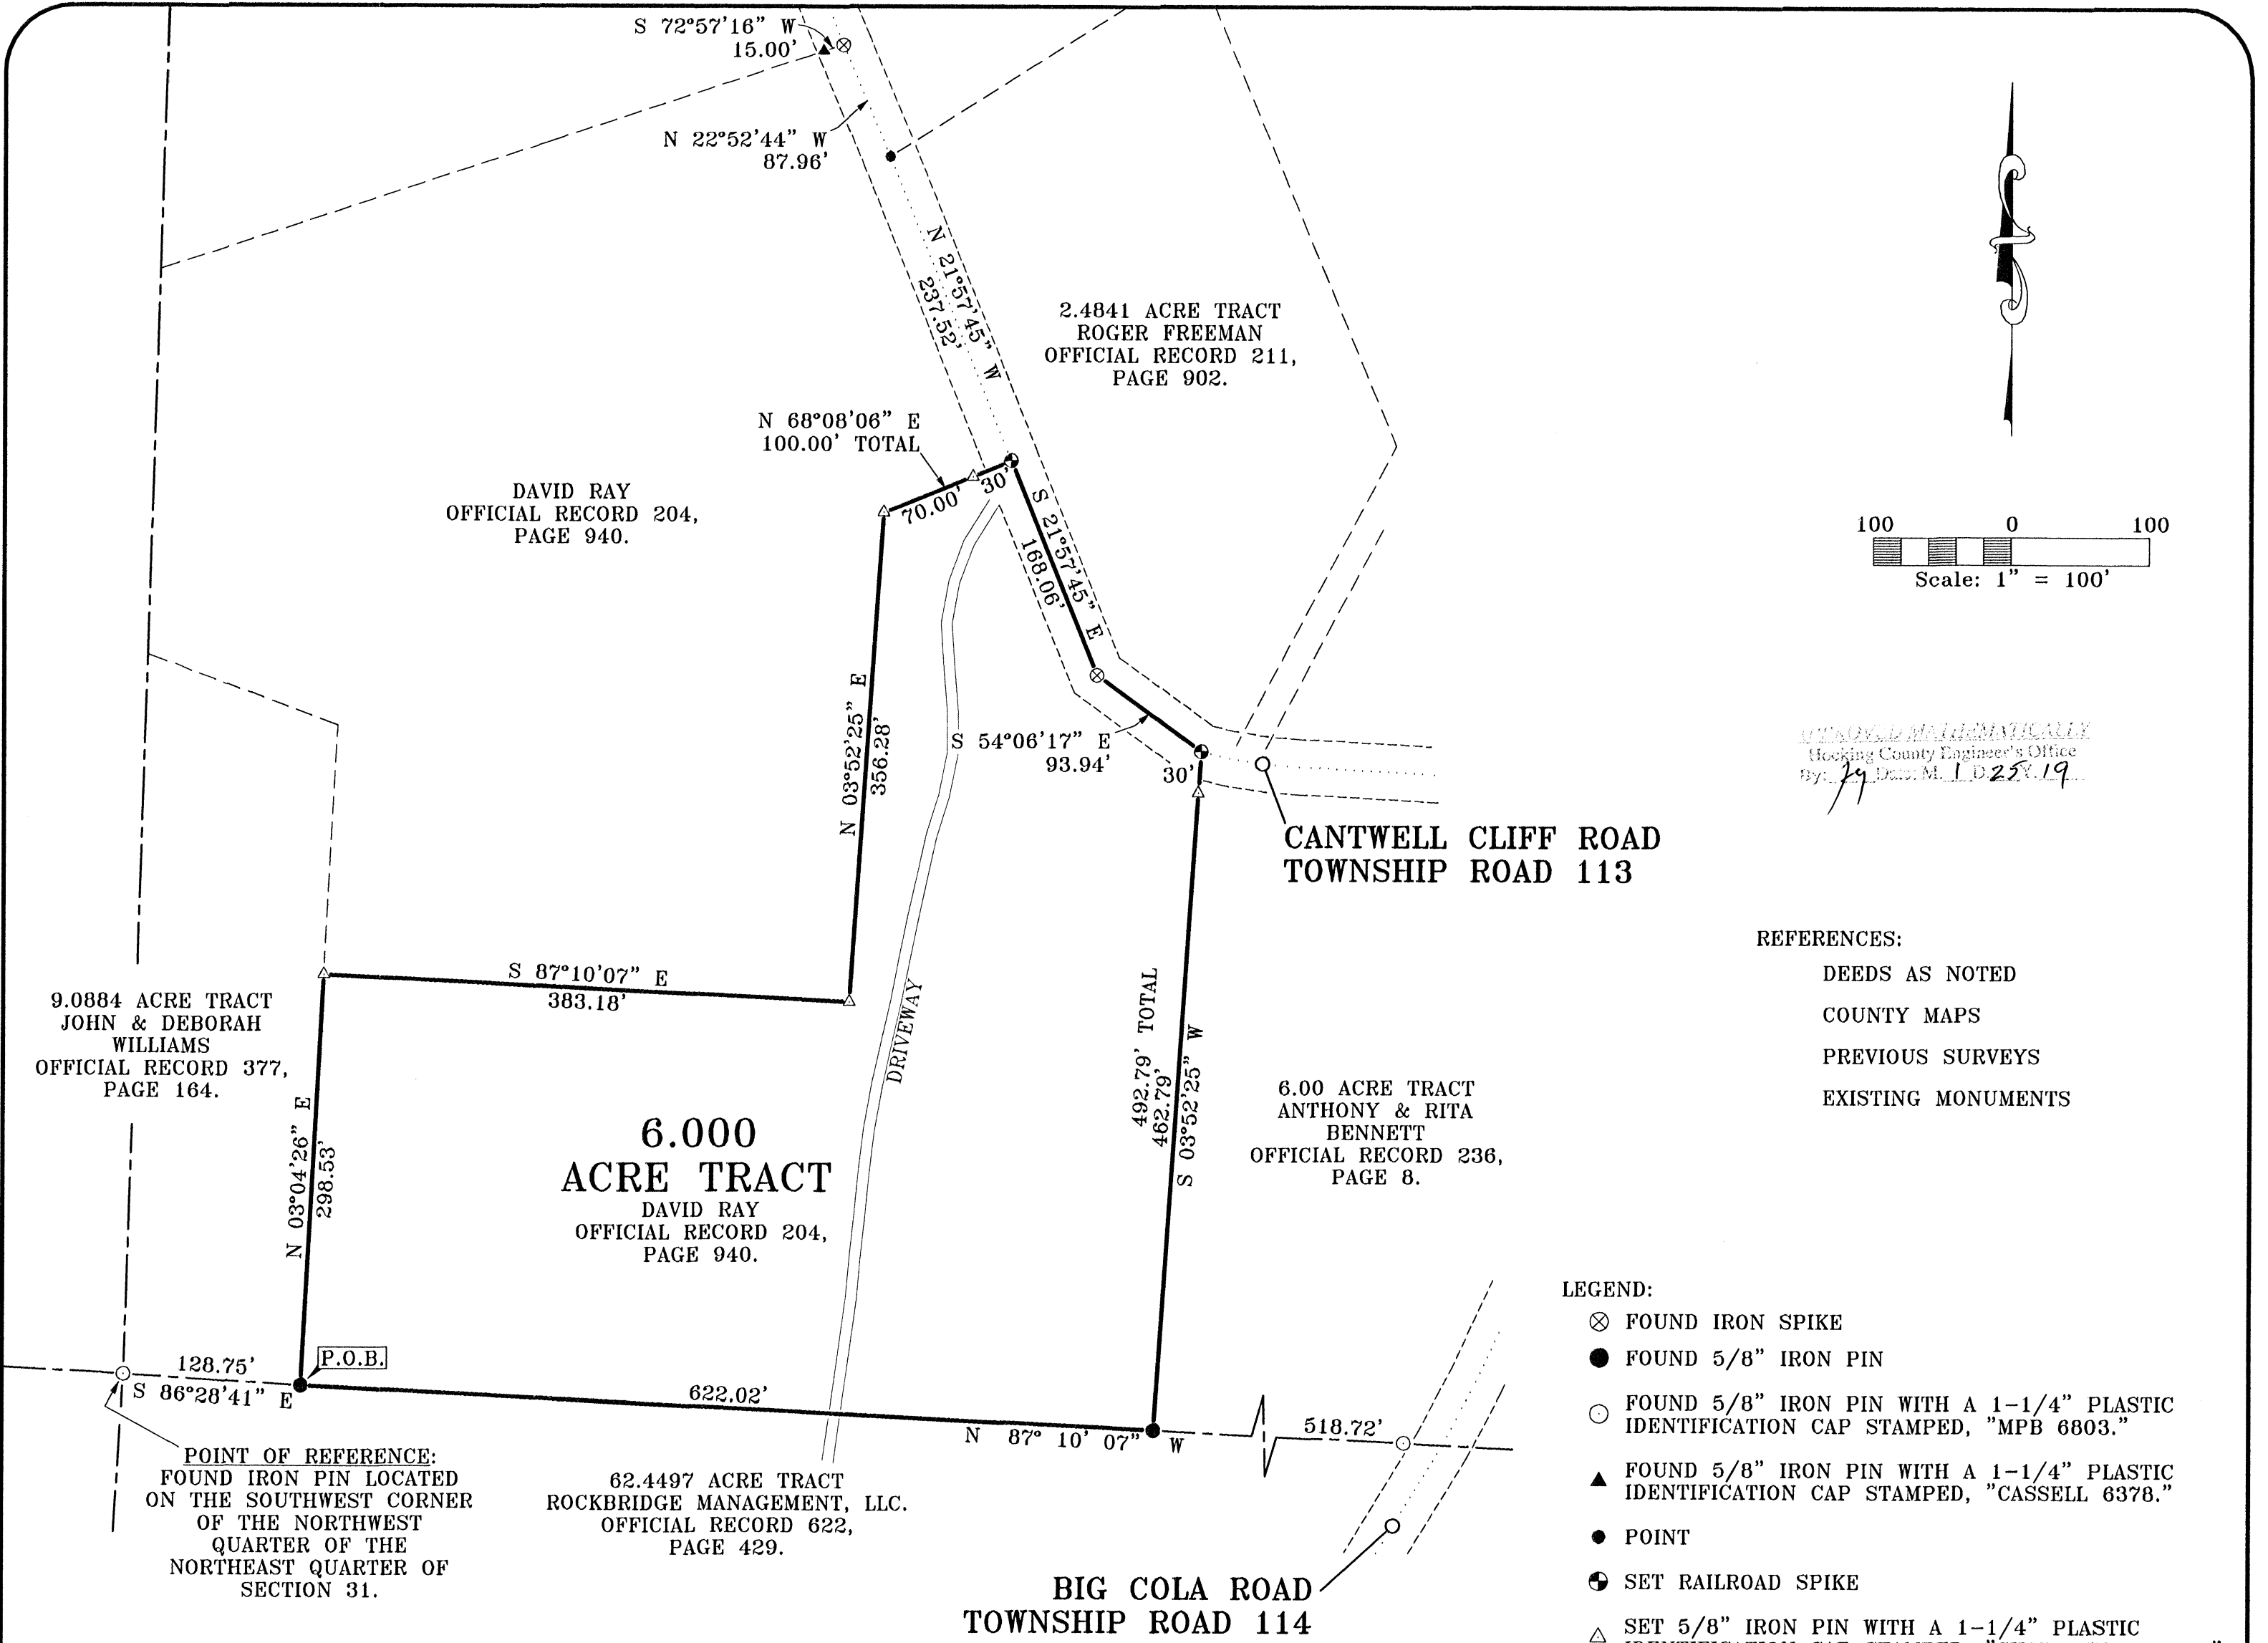 S 72°57'16" W
15.00'
N 22°52'44" W
87.96'
N 21°57'45" W
237.52'
2.4841 ACRE TRACT
ROGER FREEMAN
OFFICIAL RECORD 211,
PAGE 902.
N 68°08'06" E
100.00' TOTAL
70.00'
30'
DAVID RAY
OFFICIAL RECORD 204,
PAGE 940.
S 21°57'45" E
168.06'
100 0 100
Scale: 1" = 100'
N 03°52'25" E
356.28'
S 54°06'17" E
93.94'
30'
MATHEMATICALLY
Hocking County Engineer's Office
By: Date: M. 1 D. 25 Y. 19
CANTWELL CLIFF ROAD
TOWNSHIP ROAD 113
REFERENCES:
DEEDS AS NOTED
COUNTY MAPS
PREVIOUS SURVEYS
EXISTING MONUMENTS
S 87°10'07" E
383.18'
9.0884 ACRE TRACT
JOHN & DEBORAH
WILLIAMS
OFFICIAL RECORD 377,
PAGE 164.
DRIVEWAY
492.79' TOTAL
462.79'
S 03°52'25" W
6.00 ACRE TRACT
ANTHONY & RITA
BENNETT
OFFICIAL RECORD 236,
PAGE 8.
N 03°04'26" E
298.53'
6.000
ACRE TRACT
DAVID RAY
OFFICIAL RECORD 204,
PAGE 940.
P.O.B.
128.75'
S 86°28'41" E
622.02'
N 87° 10' 07" W
518.72'
POINT OF REFERENCE:
FOUND IRON PIN LOCATED
ON THE SOUTHWEST CORNER
OF THE NORTHWEST
QUARTER OF THE
NORTHEAST QUARTER OF
SECTION 31.
62.4497 ACRE TRACT
ROCKBRIDGE MANAGEMENT, LLC.
OFFICIAL RECORD 622,
PAGE 429.
BIG COLA ROAD
TOWNSHIP ROAD 114
LEGEND:
FOUND IRON SPIKE
FOUND 5/8" IRON PIN
FOUND 5/8" IRON PIN WITH A 1-1/4" PLASTIC
IDENTIFICATION CAP STAMPED, "MPB 6803."
FOUND 5/8" IRON PIN WITH A 1-1/4" PLASTIC
IDENTIFICATION CAP STAMPED, "CASSELL 6378."
POINT
SET RAILROAD SPIKE
SET 5/8" IRON PIN WITH A 1-1/4" PLASTIC